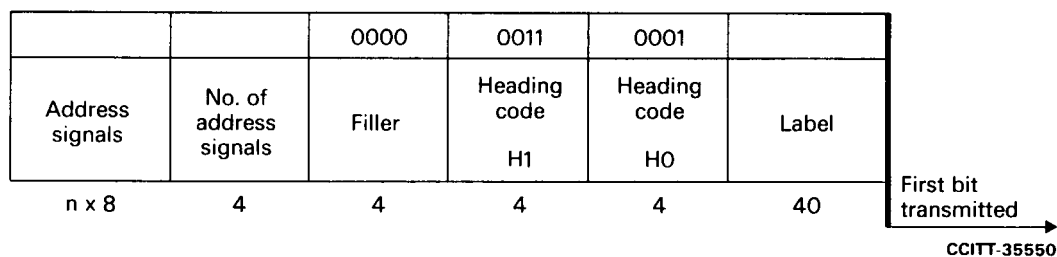 0000 0011 0001
Address signals
No. of address signals
Filler
Heading code H1
Heading code H0
Label
n x 8 4 4 4 4 40
First bit transmitted
CCITT-35550